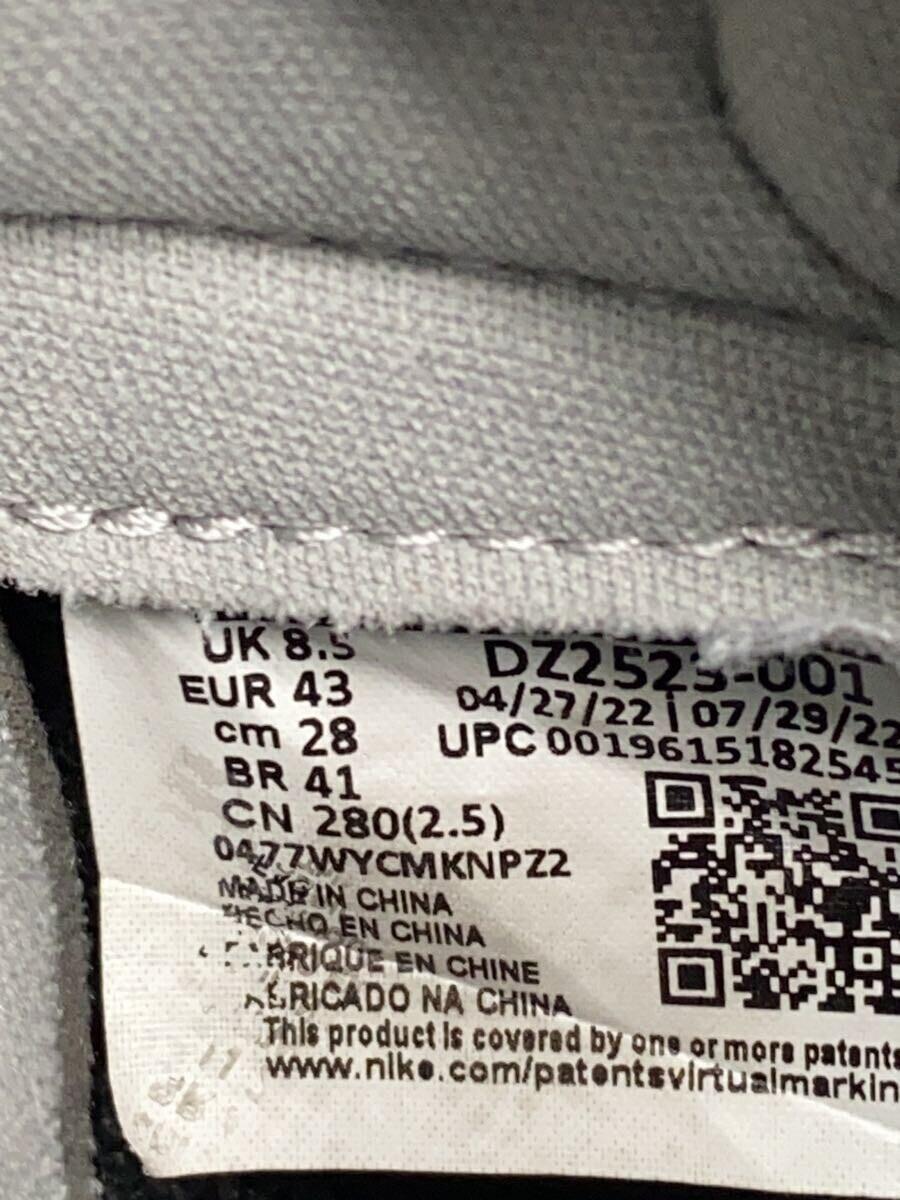 UK 8.5
EUR 43
cm 28
BR 41
CN 280(2.5)
0477WYCMKNPZ2
MADE IN CHINA
HECHO EN CHINA
BRIQUE EN CHINE
RICADO NA CHINA
DZ2523-001
04/27/22 | 07/29/22
UPC 0019615182545
This product is covered by one or more patents
www.nike.com/patentsvirtualmarkin